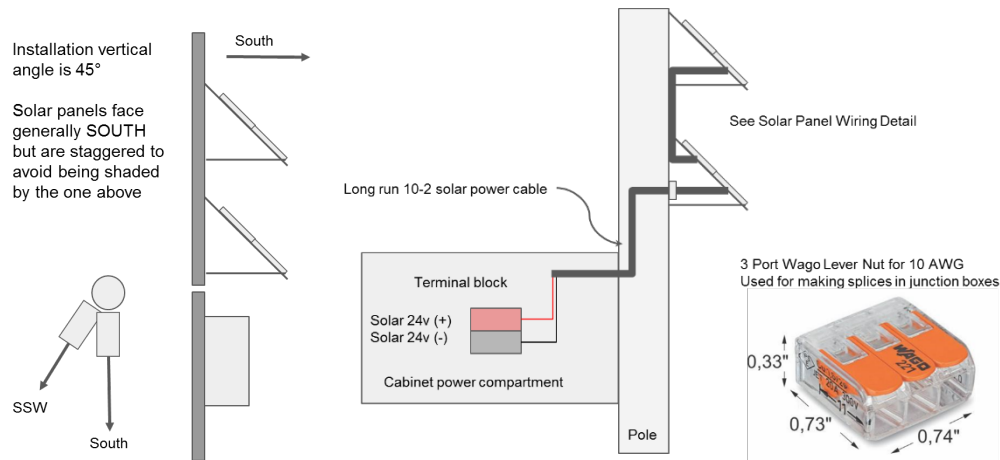 Installation vertical
angle is 45°
Solar panels face
generally SOUTH
but are staggered to
avoid being shaded
by the one above
South
SSW
South
See Solar Panel Wiring Detail
Long run 10-2 solar power cable
Terminal block
Solar 24v (+)
Solar 24v (-)
Cabinet power compartment
Pole
3 Port Wago Lever Nut for 10 AWG
Used for making splices in junction boxes
WAGO
221
0,33"
11
0,73"
0,74"